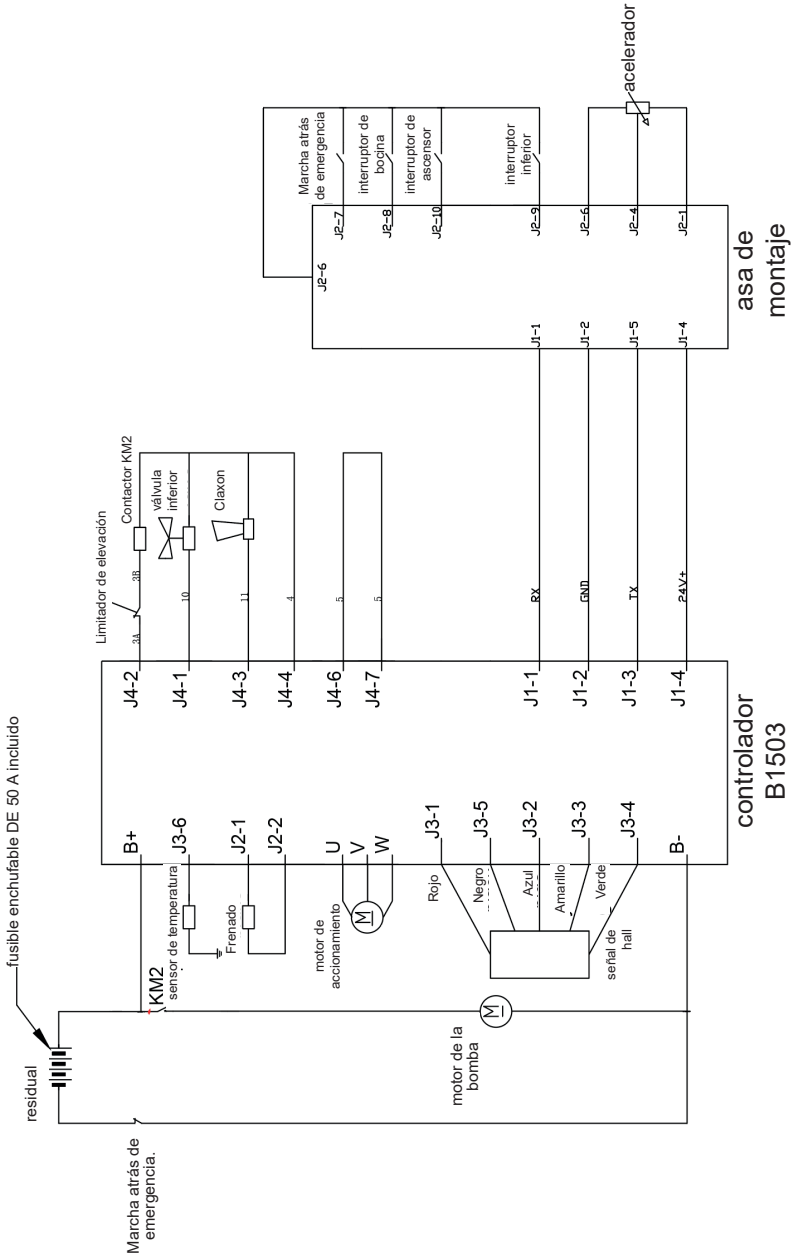 fusible enchufable DE 50 A incluido
residual
Marcha atrás de
emergencia.
KM2
sensor de temperatura
Frenado
motor de
accionamiento
M
motor de la
bomba
M
Rojo
Negro
Azul
Amarillo
Verde
señal de
hall
B+
J3-6
J2-1
J2-2
U
V
W
J3-1
J3-5
J3-2
J3-3
J3-4
B-
controlador
B1503
J4-2
J4-1
J4-3
J4-4
J4-6
J4-7
J1-1
J1-2
J1-3
J1-4
Limitador de elevación
3A
3B
Contactor KM2
10
válvula
inferior
11
Claxon
4
5
5
RX
GND
TX
24V+
J1-1
J1-2
J1-5
J1-4
asa de
montaje
J2-6
J2-7
J2-8
J2-10
J2-9
J2-6
J2-4
J2-1
Marcha atrás
de emergencia
interruptor de
bocina
interruptor de
ascensor
interruptor
inferior
acelerador